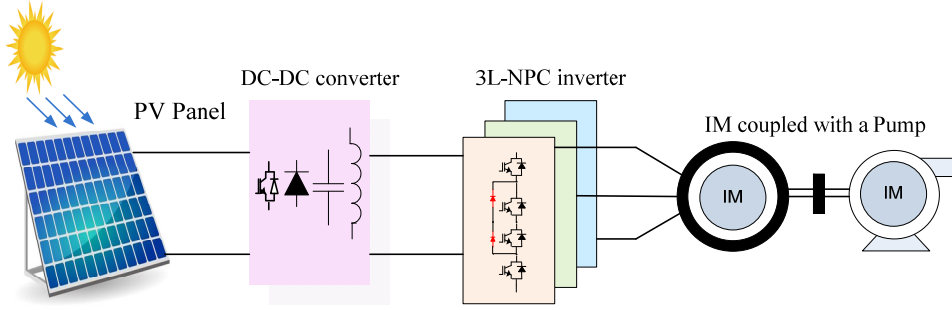 DC-DC converter
3L-NPC inverter
PV Panel
IM coupled with a Pump
IM
IM